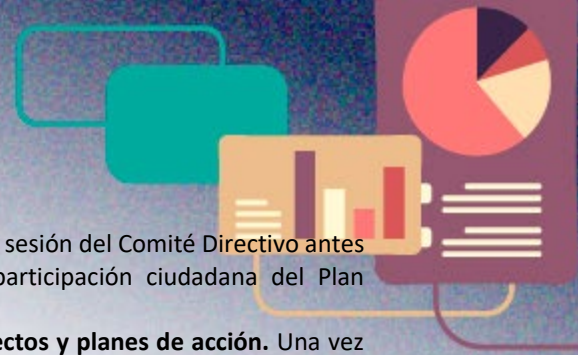 sesión del Comité Directivo antes
participación ciudadana del Plan
ectos y planes de acción. Una vez